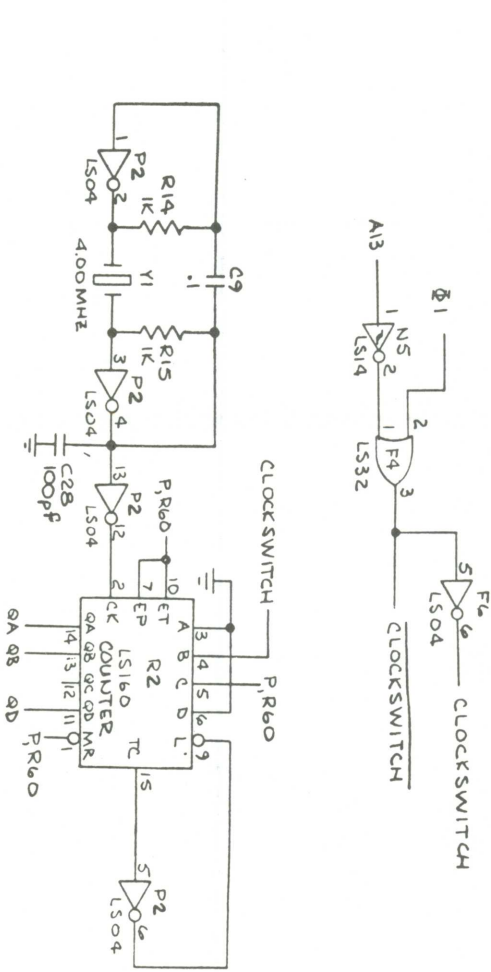 A13
Φ1
1
N5
2
LS14
1
2
F4
3
LS32
5
F6
6
LS04
CLOCKSWITCH
CLOCKSWITCH
1
P2
2
LS04
R14
1K
C9
.1
Y1
4.00MHZ
R15
1K
3
P2
4
LS04
C28
100pf
13
P2
12
LS04
P,R60
CLOCKSWITCH
P,R60
2
CK
7
EP
10
ET
3
A
4
B
5
C
6
D
9
L
R2
LS160
COUNTER
QA
14
QB
13
QC
12
QD
11
MR
1
TC
15
QA
QB
QD
P,R60
5
P2
6
LS04